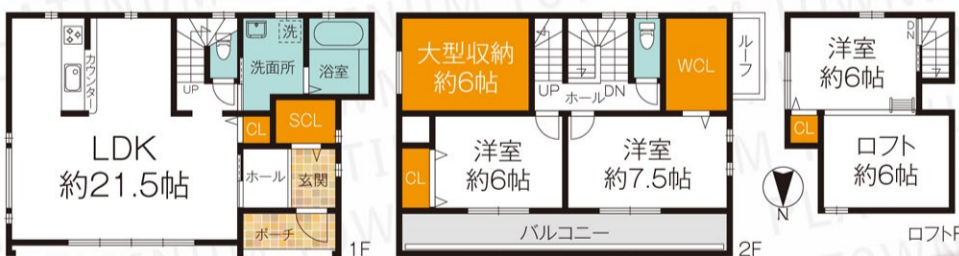 カウンター
LDK
約21.5帖
UP
洗
洗面所
浴室
CL
SCL
ホール
玄関
ポーチ
1F
大型収納
約6帖
UP
ホール
DN
WCL
ルーフ
CL
洋室
約6帖
洋室
約7.5帖
バルコニー
2F
洋室
約6帖
DN
CL
ロフト
約6帖
N
ロフトF